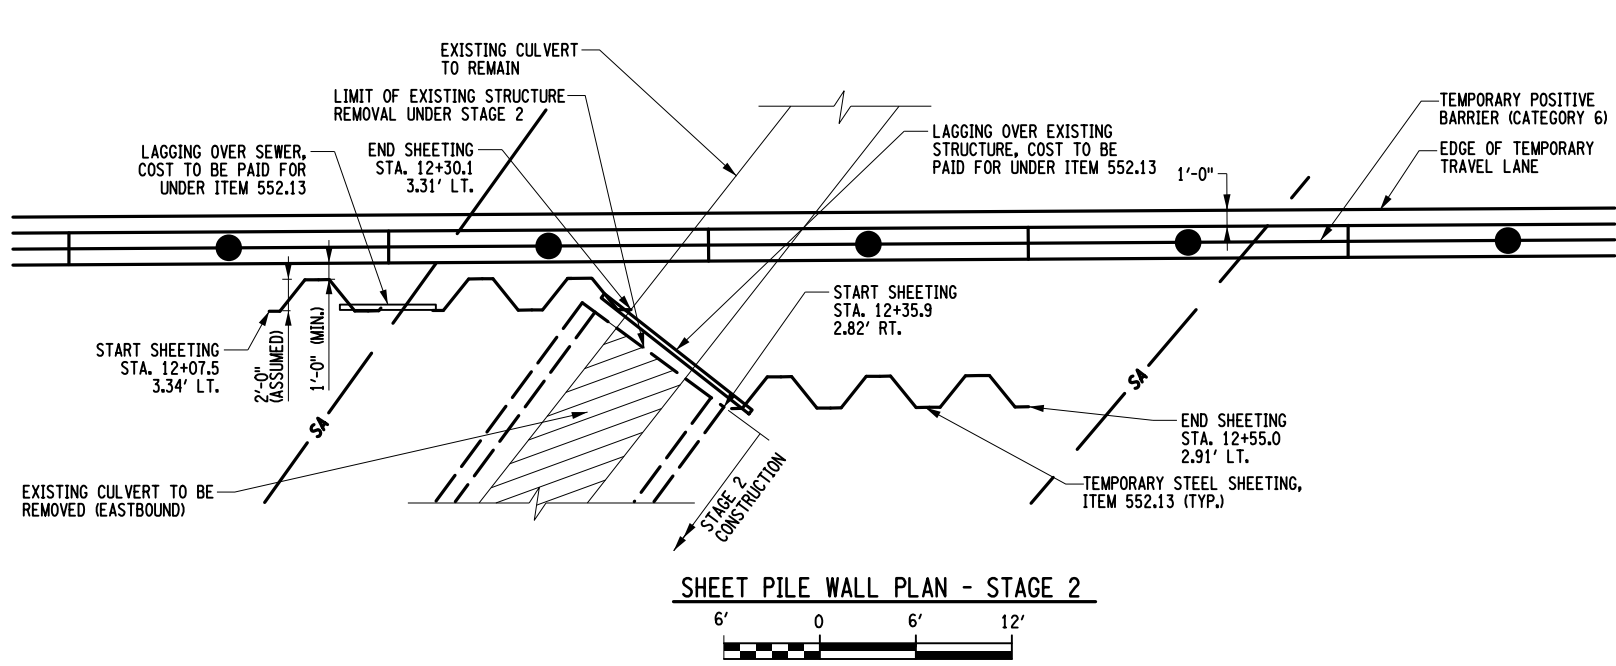 EXISTING CULVERT
TO REMAIN
LIMIT OF EXISTING STRUCTURE
REMOVAL UNDER STAGE 2
LAGGING OVER SEWER,
COST TO BE PAID FOR
UNDER ITEM 552.13
END SHEETING
STA. 12+30.1
3.31' LT.
LAGGING OVER EXISTING
STRUCTURE, COST TO BE
PAID FOR UNDER ITEM 552.13
1'-0"
TEMPORARY POSITIVE
BARRIER (CATEGORY 6)
EDGE OF TEMPORARY
TRAVEL LANE
START SHEETING
STA. 12+07.5
3.34' LT.
2'-0"
(ASSUMED)
1'-0" (MIN.)
START SHEETING
STA. 12+35.9
2.82' RT.
SA
SA
END SHEETING
STA. 12+55.0
2.91' LT.
EXISTING CULVERT TO BE
REMOVED (EASTBOUND)
STAGE 2
CONSTRUCTION
TEMPORARY STEEL SHEETING,
ITEM 552.13 (TYP.)
SHEET PILE WALL PLAN - STAGE 2
6' 0 6' 12'